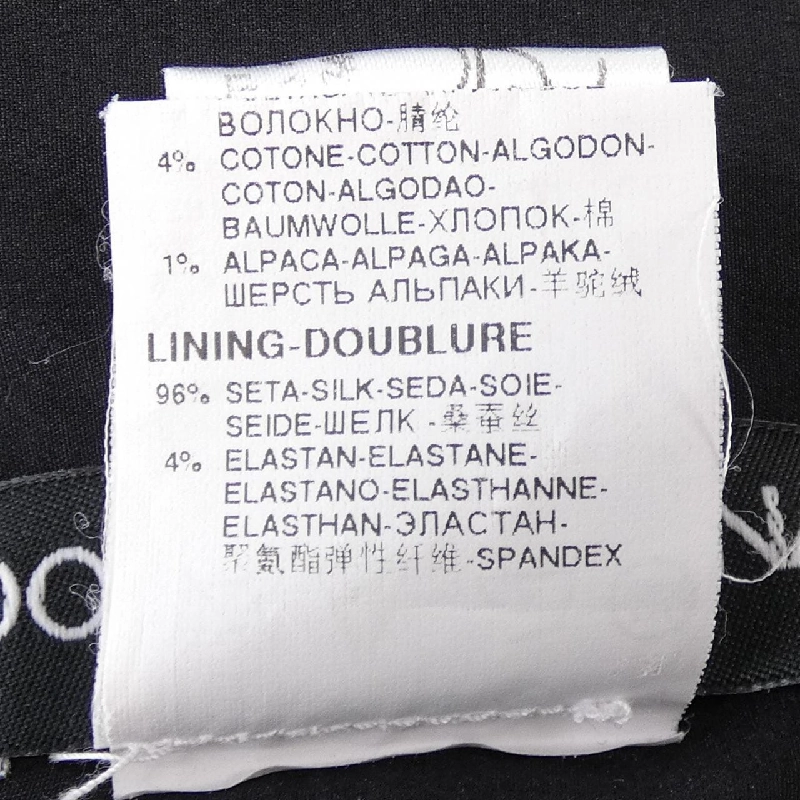 ВОЛОКНО-腈纶
4% COTONE-COTTON-ALGODON-
COTON-ALGODAO-
BAUMWOLLE-ХЛОПОК-棉
1% ALPACA-ALPAGA-ALPAKA-
ШЕРСТЬ АЛЬПАКИ-羊驼绒
LINING-DOUBLURE
96% SETA-SILK-SEDA-SOIE-
SEIDE-ШЕЛК -桑蚕丝
4% ELASTAN-ELASTANE-
ELASTANO-ELASTHANNE-
ELASTHAN-ЭЛАСТАН-
聚氨酯弹性纤维-SPANDEX